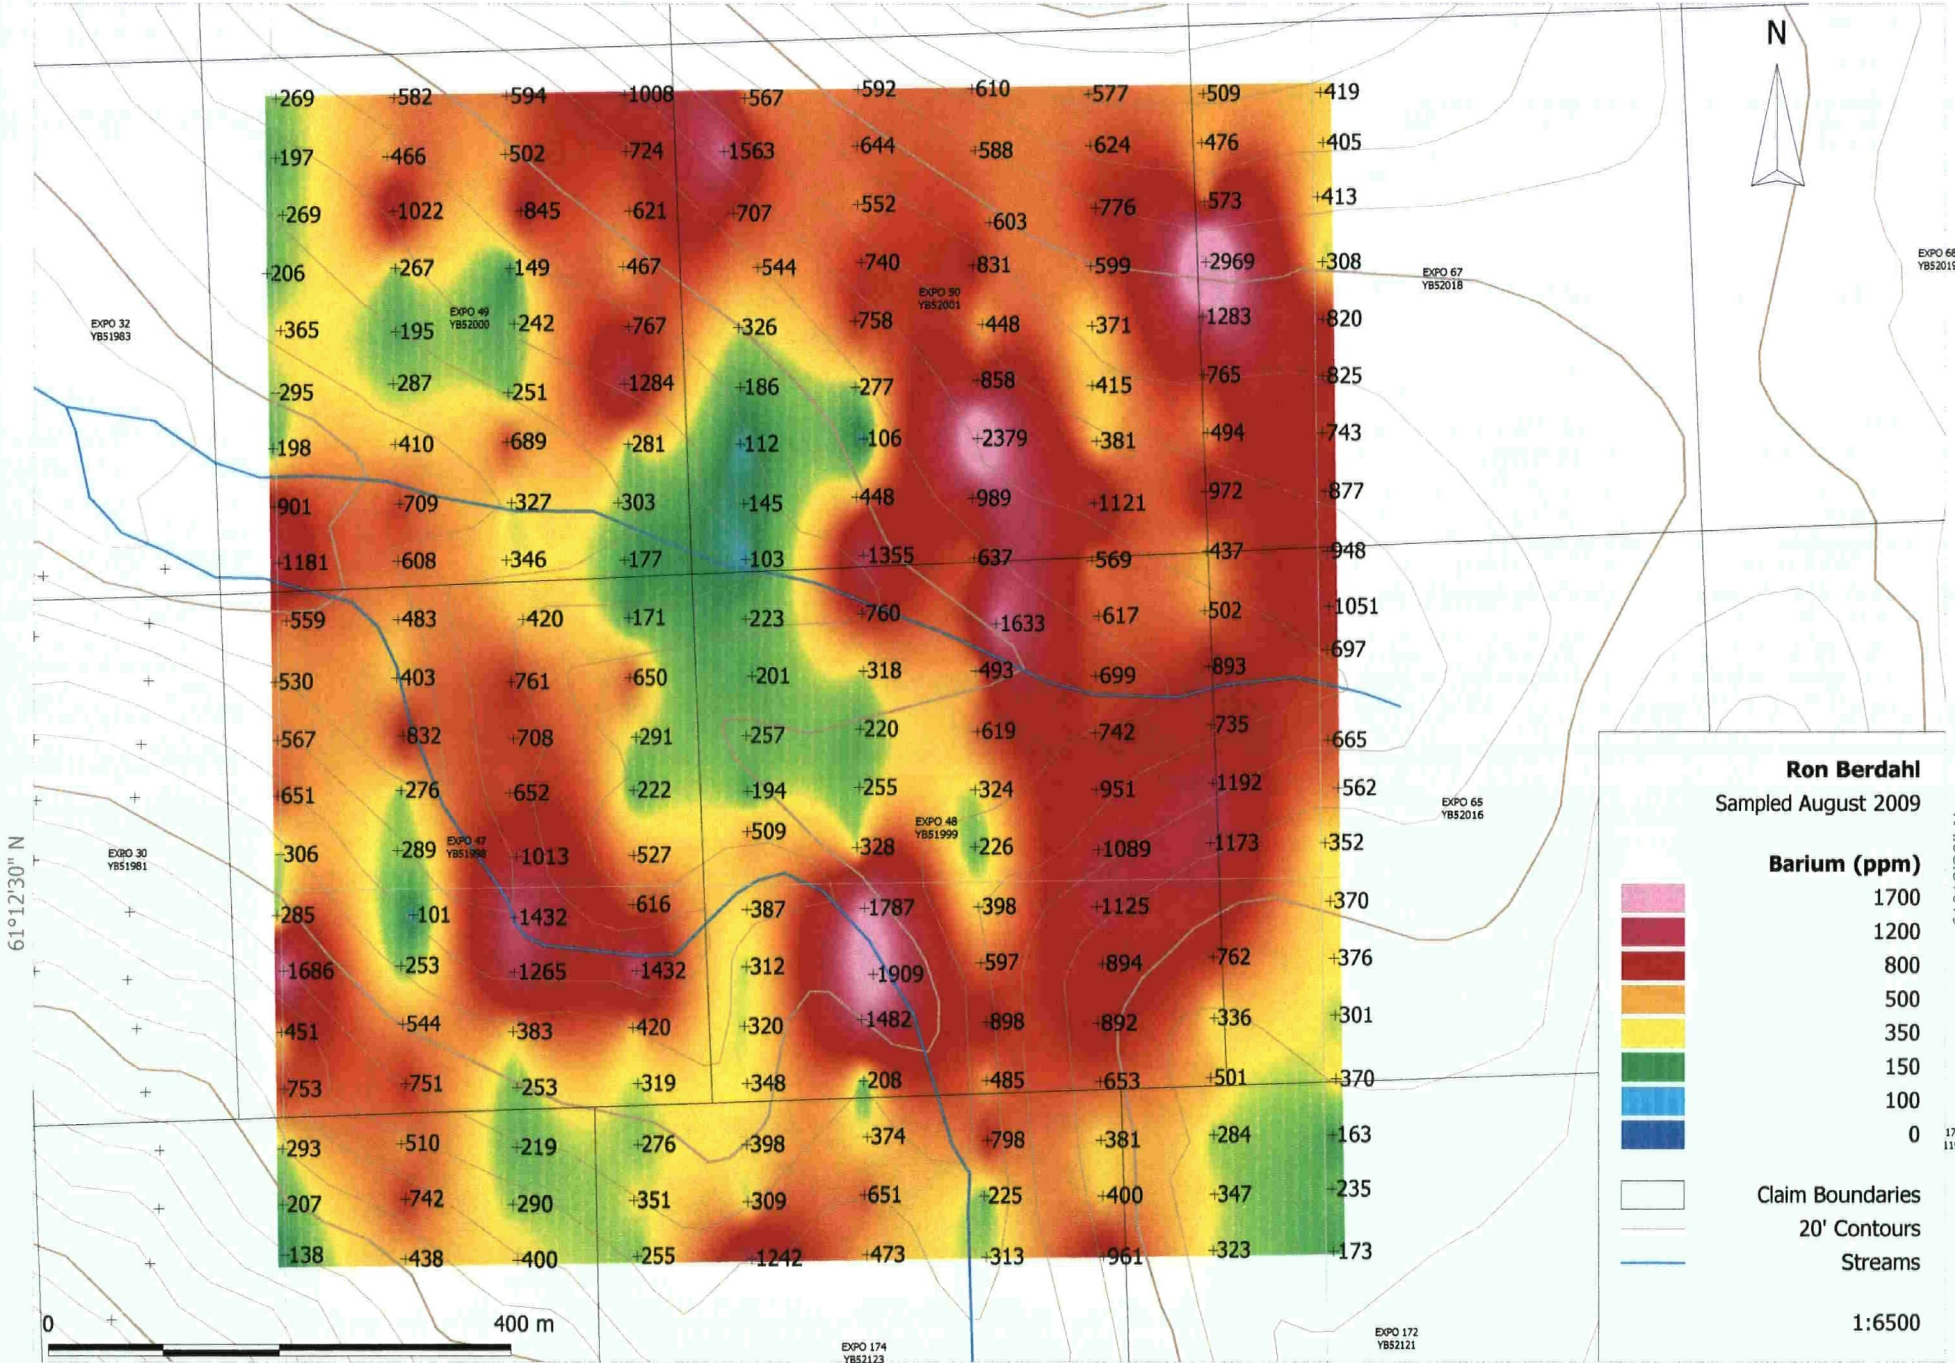 N
+269 +582 +594 +1008 +567 +592 +610 +577 +509 +419
+197 +466 +502 +724 +1563 +644 +588 +624 +476 +405
+269 +1022 +845 +621 +707 +552 +603 +776 +573 +413
+206 +267 +149 +467 +544 +740 +831 +599 +2969 +308
EXPO 68
YB52019
EXPO 67
YB52018
EXPO 50
YB52001
EXPO 49
YB52000
EXPO 32
YB51983
+365 +195 +242 +767 +326 +758 +448 +371 +1283 +820
+295 +287 +251 +1284 +186 +277 +858 +415 +765 +825
+198 +410 +689 +281 +112 +106 +2379 +381 +494 +743
+901 +709 +327 +303 +145 +448 +989 +1121 +972 +877
+1181 +608 +346 +177 +103 +1355 +637 +569 +437 +948
+559 +483 +420 +171 +223 +760 +1633 +617 +502 +1051
+530 +403 +761 +650 +201 +318 +493 +699 +893 +697
+567 +832 +708 +291 +257 +220 +619 +742 +735 +665
+651 +276 +652 +222 +194 +255 +324 +951 +1192 +562
EXPO 65
YB52016
EXPO 48
YB51999
EXPO 47
YB51998
EXPO 30
YB51981
+306 +289 +1013 +527 +509 +328 +226 +1089 +1173 +352
+285 +101 +1432 +616 +387 +1787 +398 +1125 +370
+1686 +253 +1265 +1432 +312 +1909 +597 +894 +762 +376
+451 +544 +383 +420 +320 +1482 +898 +892 +336 +301
+753 +751 +253 +319 +348 +208 +485 +653 +501 +370
+293 +510 +219 +276 +398 +374 +798 +381 +284 +163
+207 +742 +290 +351 +309 +651 +225 +400 +347 +235
+138 +438 +400 +255 +1242 +473 +313 +961 +323 +173
61°12'30" N
0 400 m
EXPO 174
YB52123
EXPO 172
YB52121
Ron Berdahl
Sampled August 2009
Barium (ppm)
1700
1200
800
500
350
150
100
0
Claim Boundaries
20' Contours
Streams
1:6500